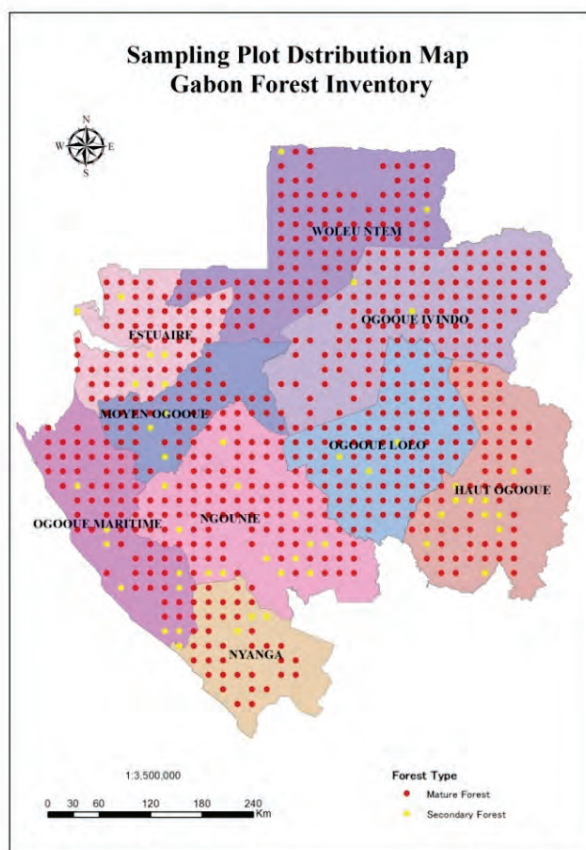 Sampling Plot Dstribution Map
Gabon Forest Inventory
N
W
E
S
WOLEU NTEM
OGOOUE IVINDO
ESTUAIRE
MOYEN OGOOUE
OGOOUE LOLO
HAUT OGOOUE
OGOOUE MARITIME
NGOUNIE
NYANGA
1:3,500,000
0 30 60 120 180 240
Km
Forest Type
Mature Forest
Secondary Forest